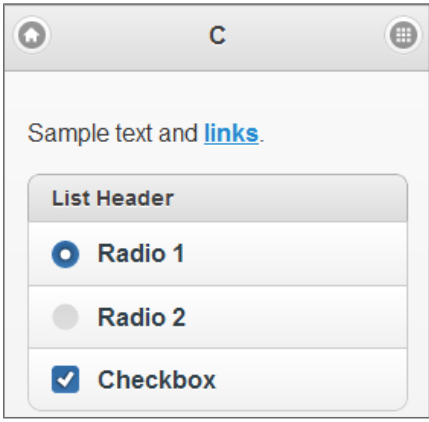 C
Sample text and links.
List Header
Radio 1
Radio 2
Checkbox